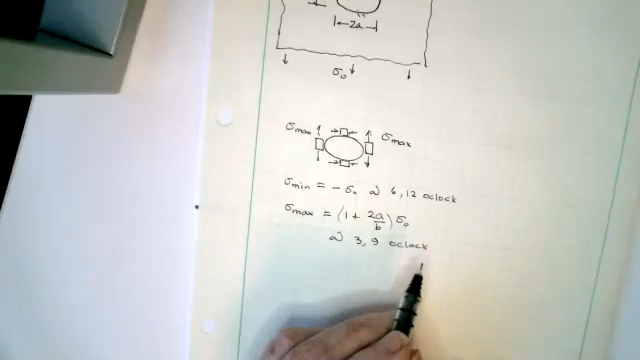 2a
σ₀
σmax σmax
σmin = -σ₀ @ 6, 12 oclock
σmax = (1 + 2a/b) σ₀
@ 3, 9 oclock